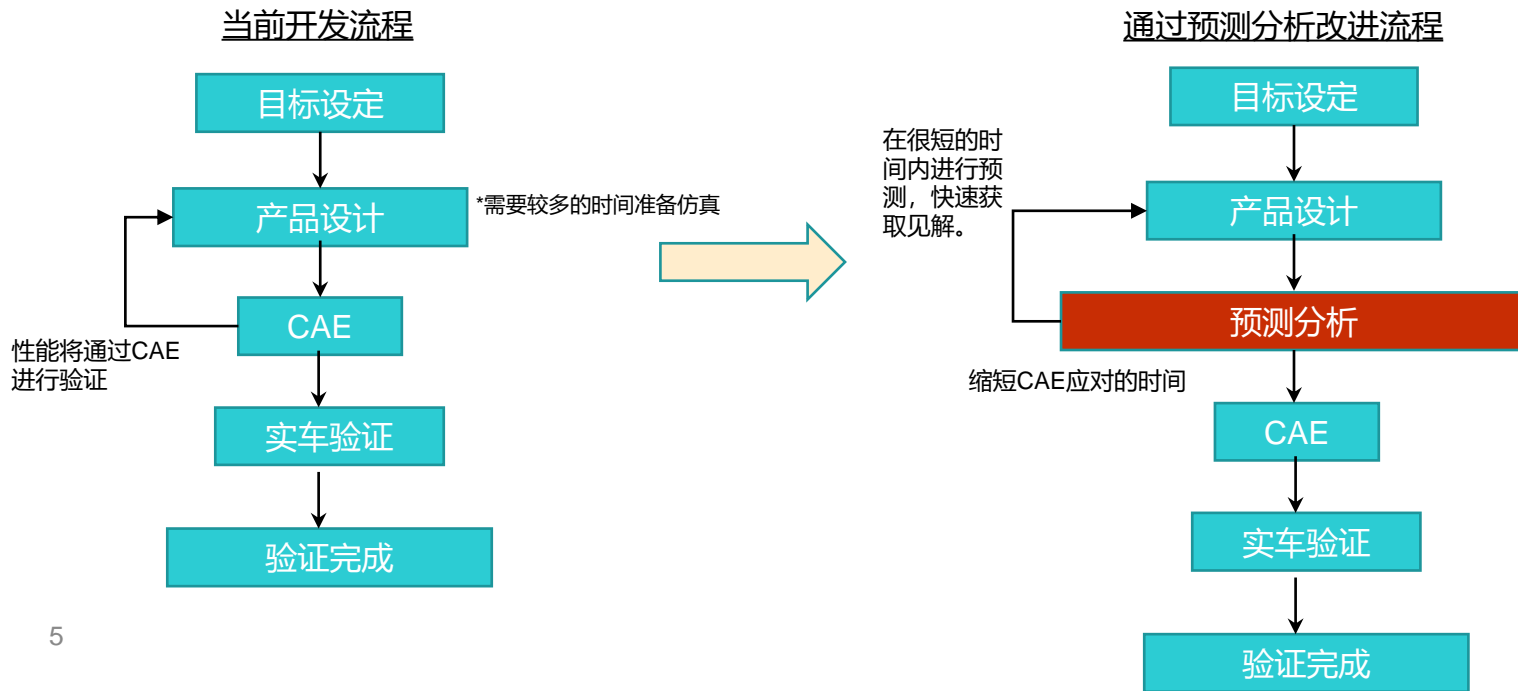 当前开发流程
目标设定
产品设计
*需要较多的时间准备仿真
CAE
性能将通过CAE
进行验证
实车验证
验证完成
5
通过预测分析改进流程
目标设定
在很短的时
间内进行预
测，快速获
取见解。
产品设计
预测分析
缩短CAE应对的时间
CAE
实车验证
验证完成